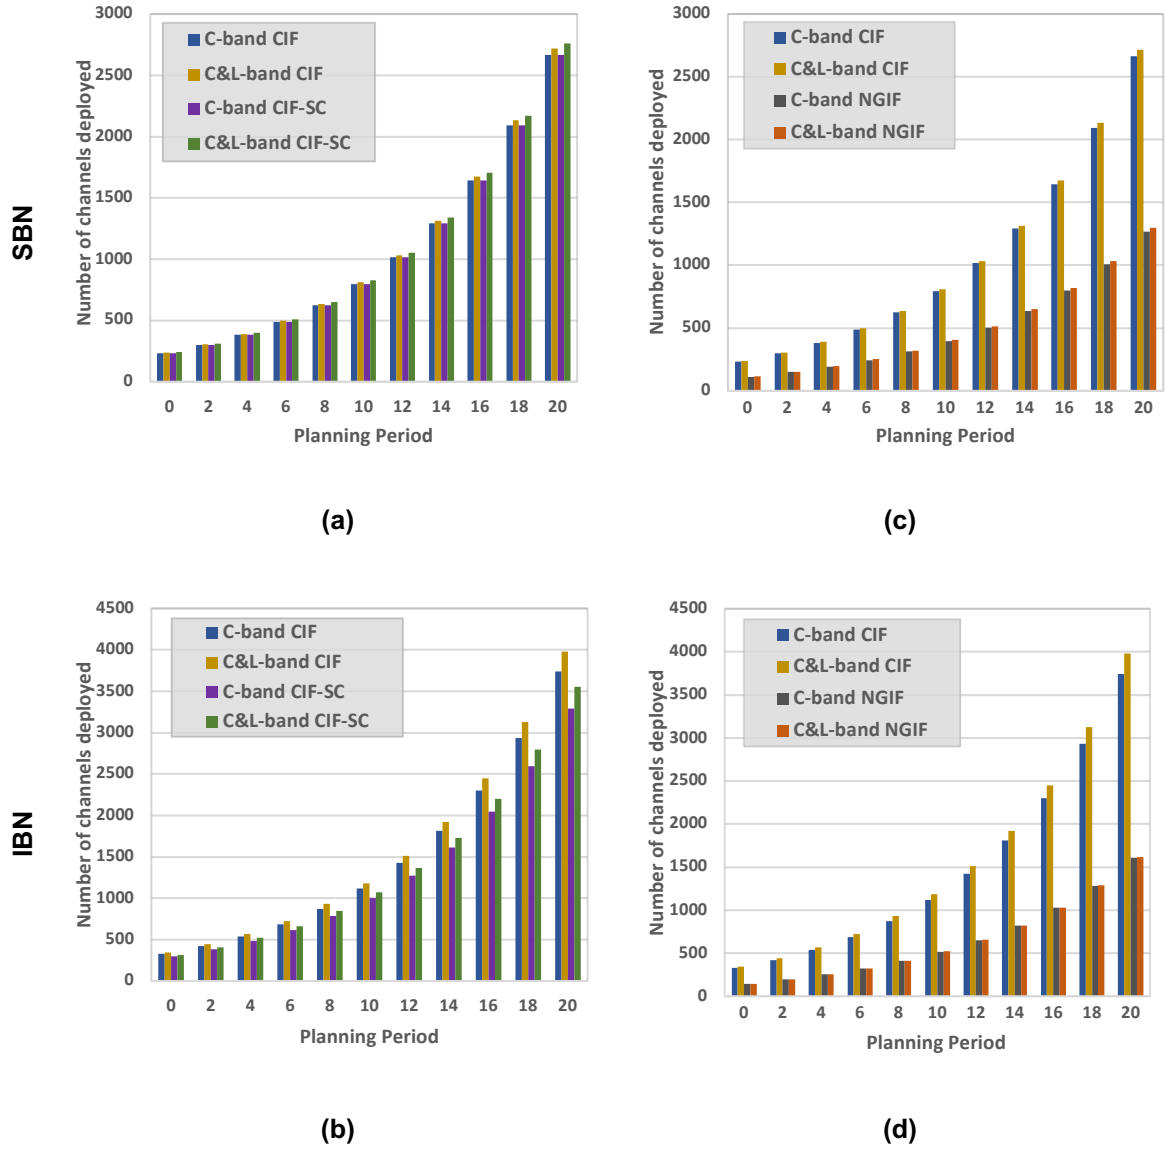 SBN
Number of channels deployed
3000
2500
2000
1500
1000
500
0
C-band CIF
C&L-band CIF
C-band CIF-SC
C&L-band CIF-SC
0 2 4 6 8 10 12 14 16 18 20
Planning Period
(a)
Number of channels deployed
3000
2500
2000
1500
1000
500
0
C-band CIF
C&L-band CIF
C-band NGIF
C&L-band NGIF
0 2 4 6 8 10 12 14 16 18 20
Planning Period
(c)
IBN
Number of channels deployed
4500
4000
3500
3000
2500
2000
1500
1000
500
0
C-band CIF
C&L-band CIF
C-band CIF-SC
C&L-band CIF-SC
0 2 4 6 8 10 12 14 16 18 20
Planning Period
(b)
Number of channels deployed
4500
4000
3500
3000
2500
2000
1500
1000
500
0
C-band CIF
C&L-band CIF
C-band NGIF
C&L-band NGIF
0 2 4 6 8 10 12 14 16 18 20
Planning Period
(d)